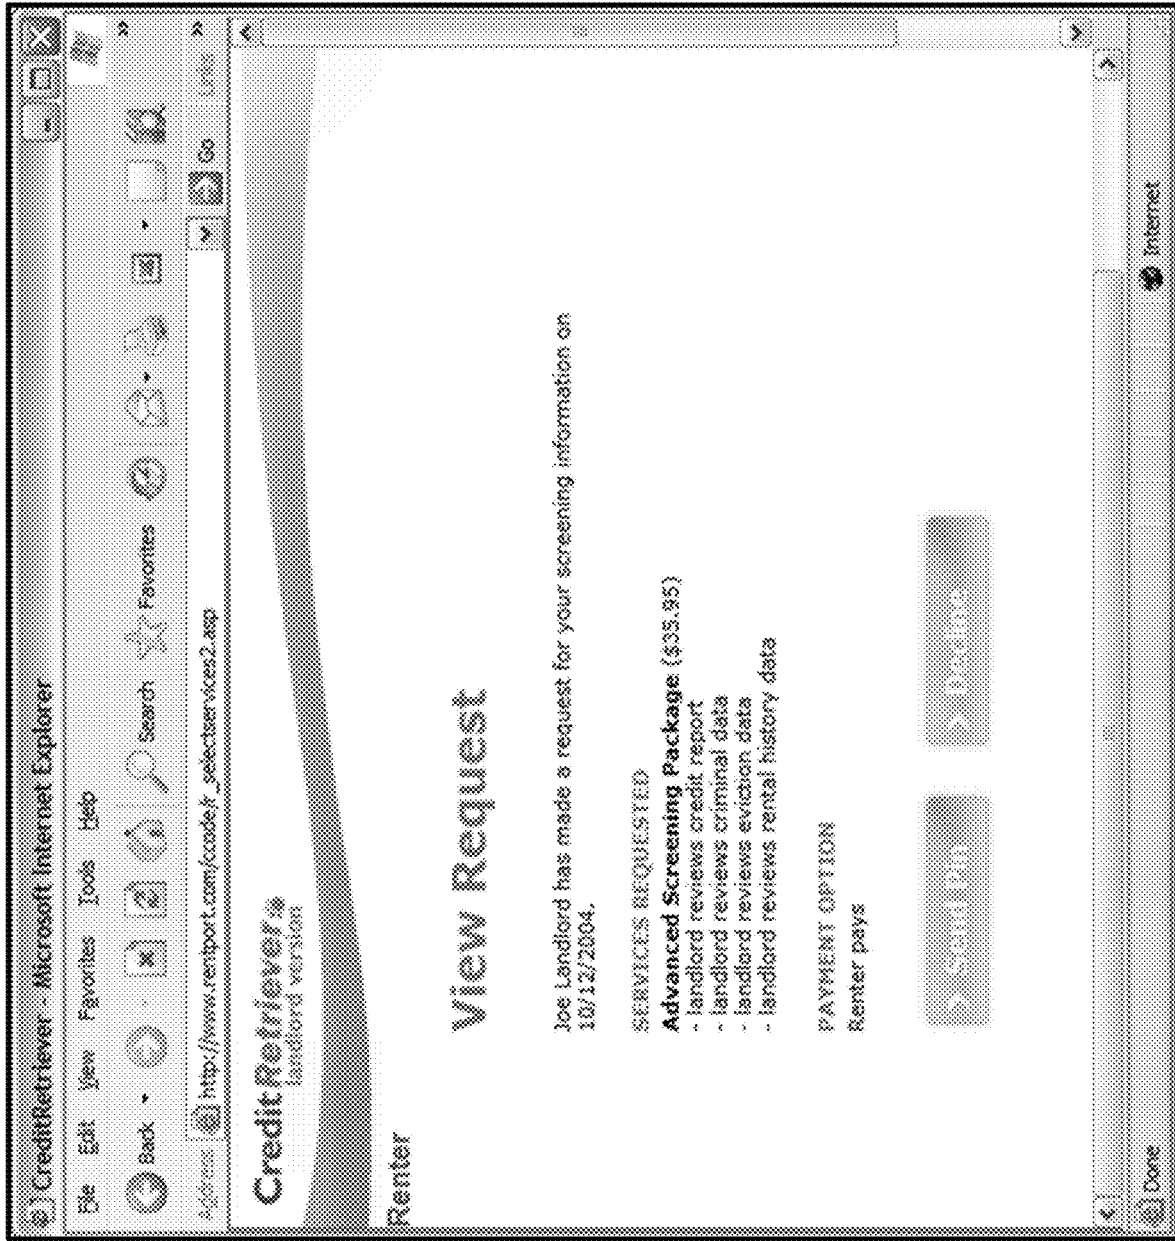 CreditRetriever - Microsoft Internet Explorer
File Edit View Favorites Tools Help
Back Search Favorites
Address http://www.rentport.com/ccode/r_selectservices2.asp Go Links
CreditRetriever
landlord version
Renter
View Request
Joe Landlord has made a request for your screening information on
10/12/2004.
SERVICES REQUESTED
Advanced Screening Package ($35.95)
- landlord reviews credit report
- landlord reviews criminal data
- landlord reviews eviction data
- landlord reviews rental history data
PAYMENT OPTION
Renter pays
> Decline
Done Internet